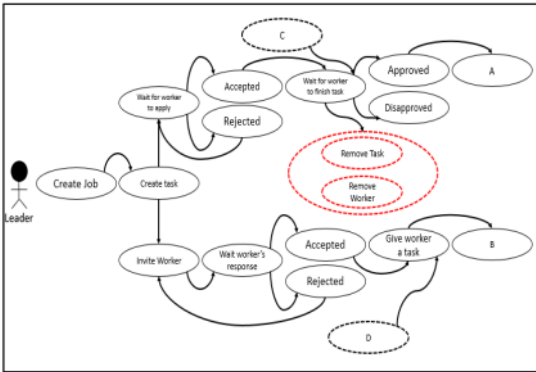 C
Wait for worker
to apply
Accepted
Rejected
Wait for worker
to finish task
Approved
Disapproved
A
Remove Task
Remove
Worker
Leader
Create Job
Create task
Invite Worker
Wait worker's
response
Accepted
Rejected
Give worker
a task
B
D